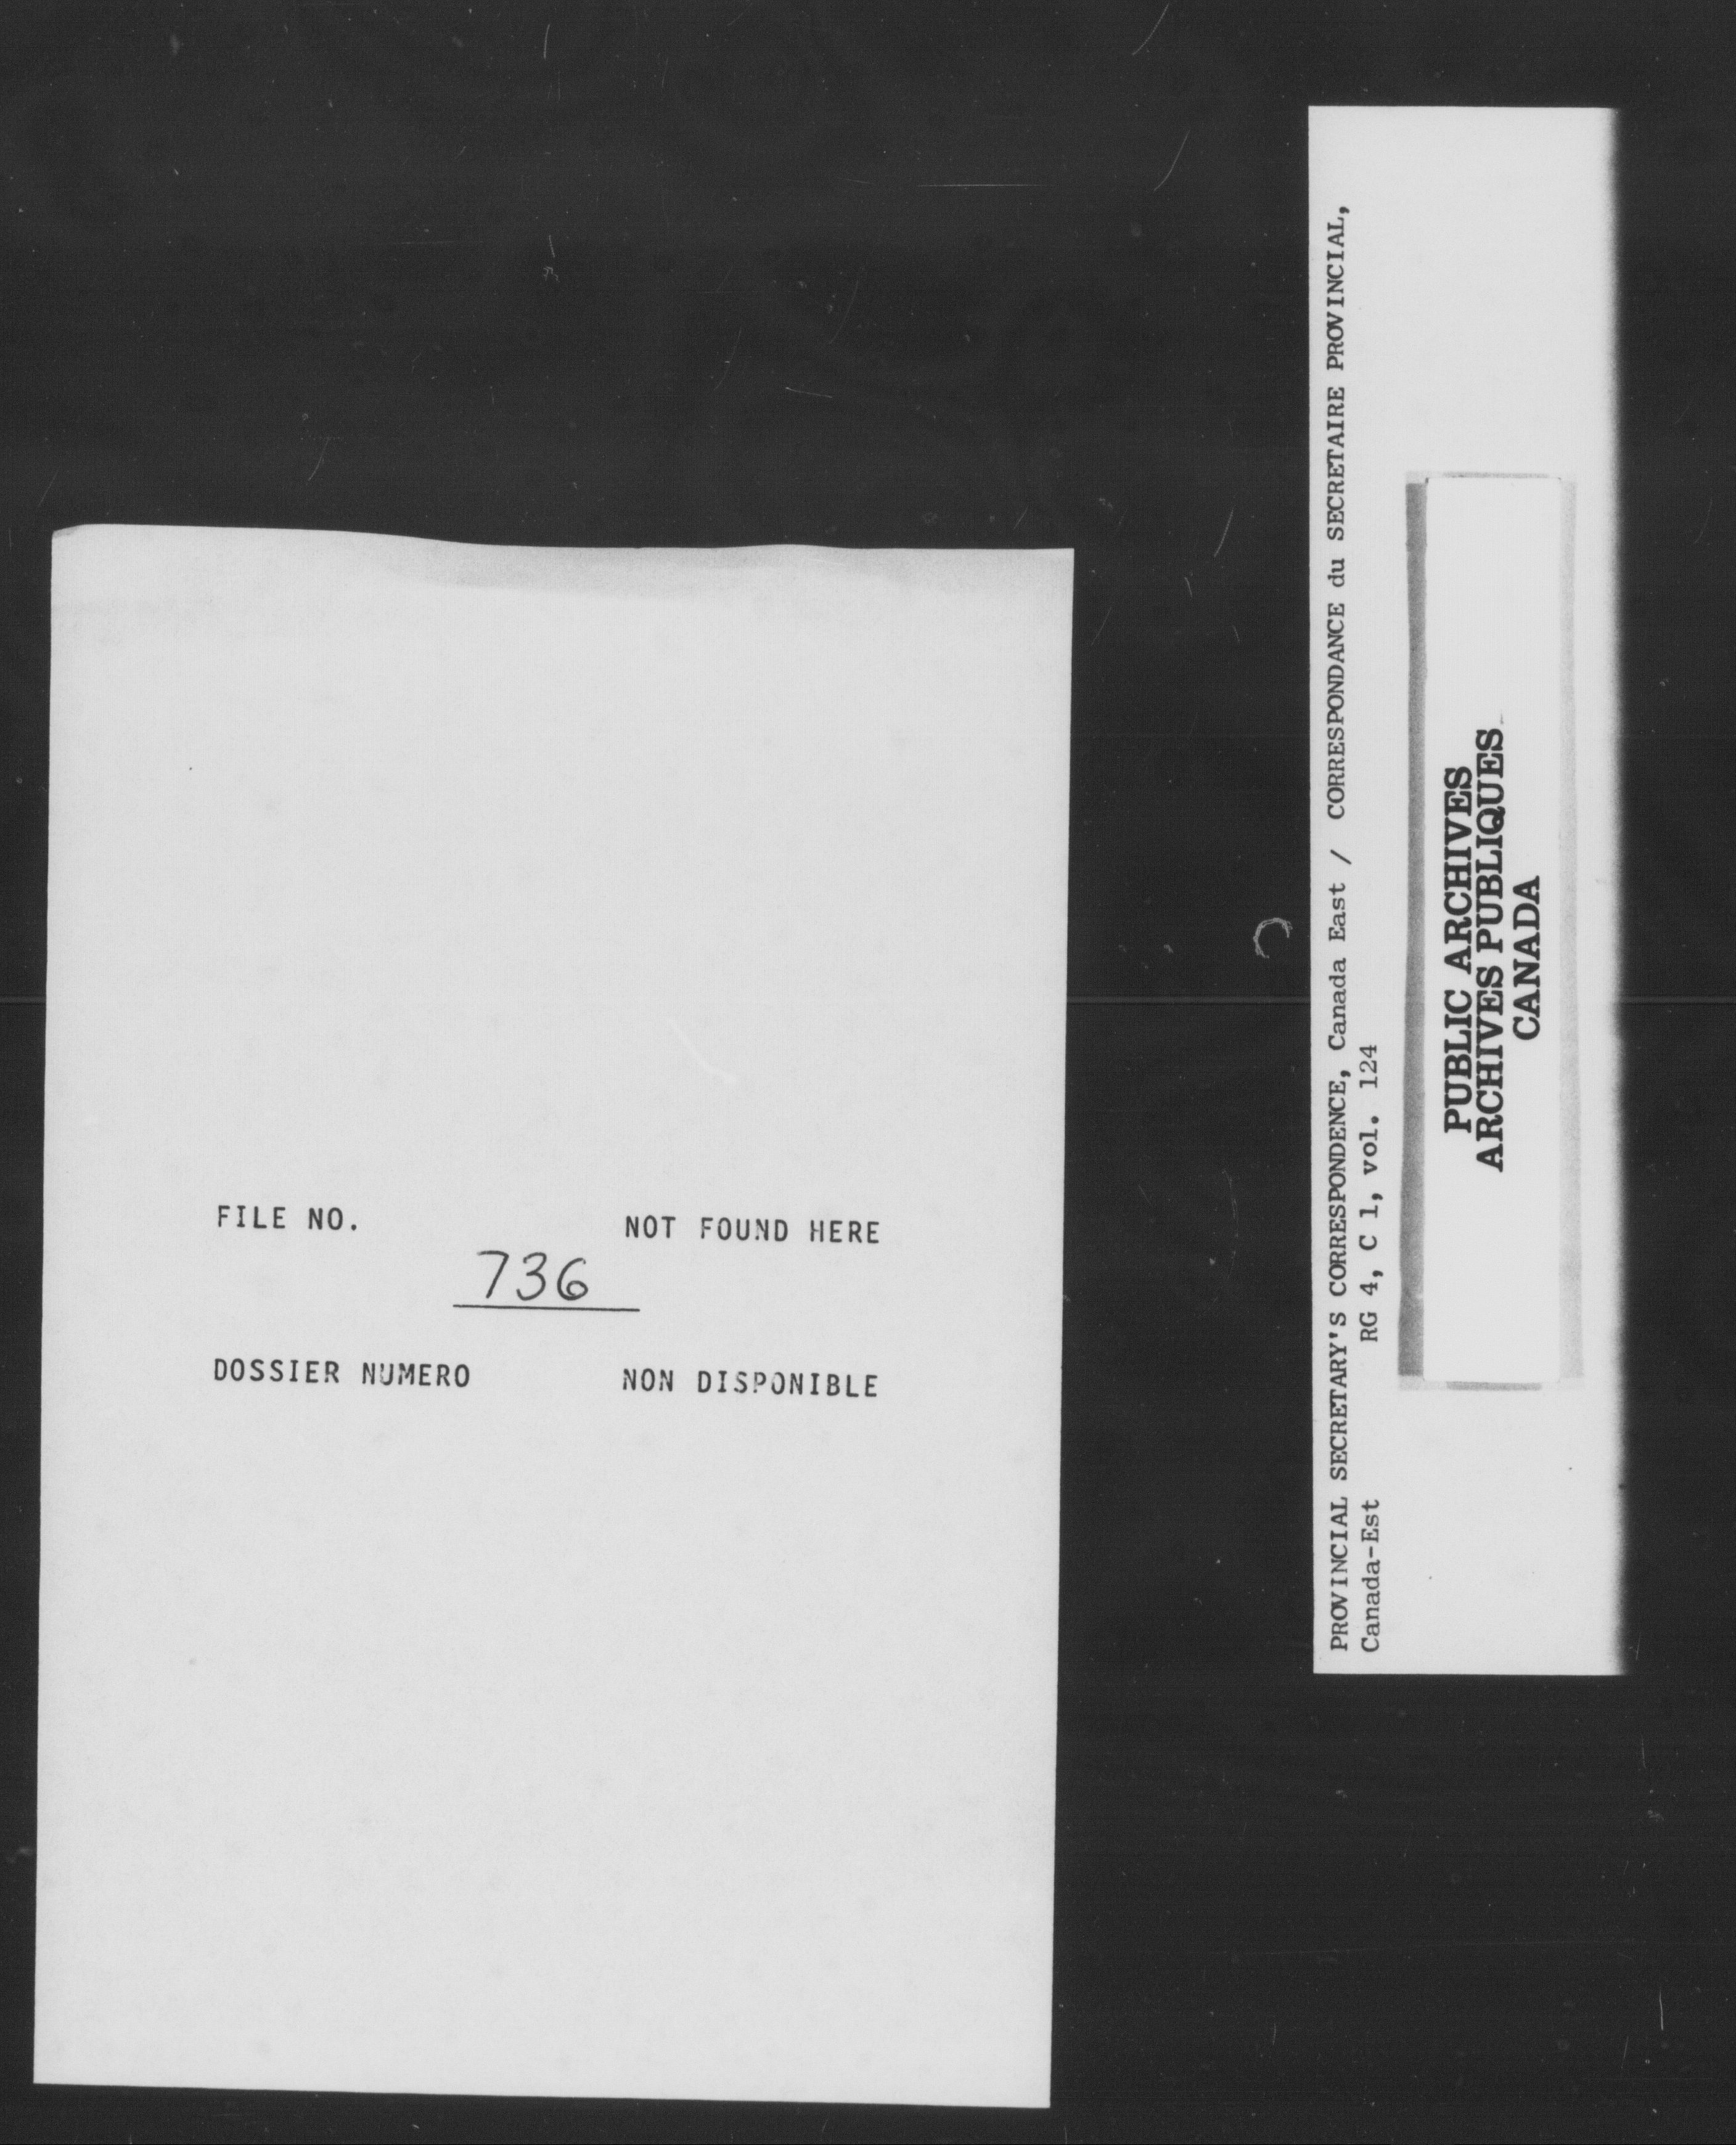 FILE NO. NOT FOUND HERE
736
DOSSIER NUMERO NON DISPONIBLE
PROVINCIAL SECRETARY'S CORRESPONDENCE, Canada East / CORRESPONDANCE du SECRETAIRE PROVINCIAL,
Canada-Est RG 4, C 1, vol. 124
PUBLIC ARCHIVES
ARCHIVES PUBLIQUES
CANADA